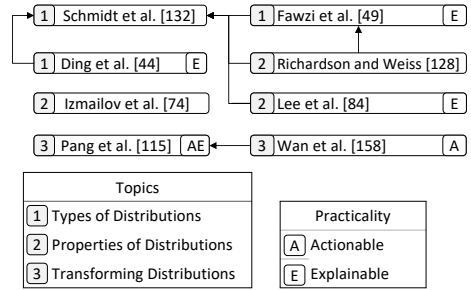 1 Schmidt et al. [132]
1 Fawzi et al. [49] E
1 Ding et al. [44] E
2 Richardson and Weiss [128]
2 Izmailov et al. [74]
2 Lee et al. [84] E
3 Pang et al. [115] AE
3 Wan et al. [158] A
Topics
1 Types of Distributions
2 Properties of Distributions
3 Transforming Distributions
Practicality
A Actionable
E Explainable